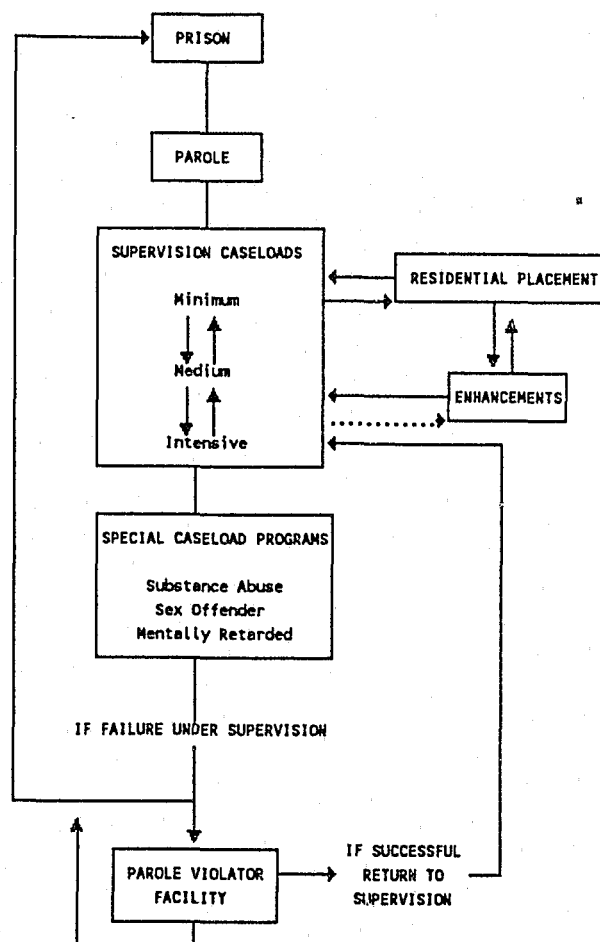 PRISON
PAROLE
SUPERVISION CASELOADS
Minimum
Medium
Intensive
RESIDENTIAL PLACEMENT
ENHANCEMENTS
SPECIAL CASELOAD PROGRAMS
Substance Abuse
Sex Offender
Mentally Retarded
IF FAILURE UNDER SUPERVISION
PAROLE VIOLATOR
FACILITY
IF SUCCESSFUL
RETURN TO
SUPERVISION